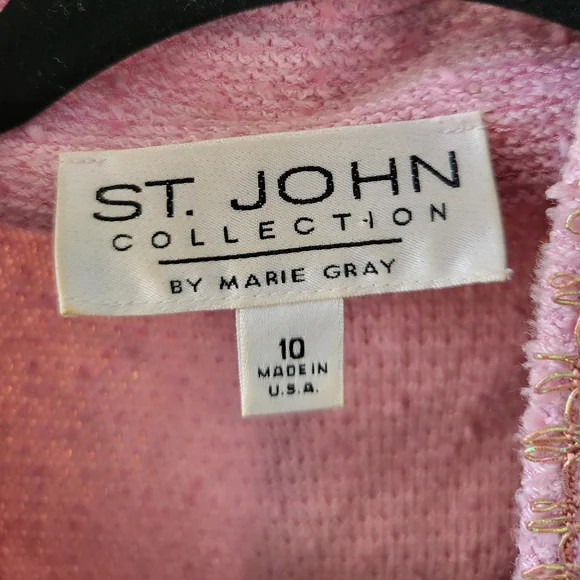 ST. JOHN
COLLECTION
BY MARIE GRAY
10
MADE IN
U.S.A.